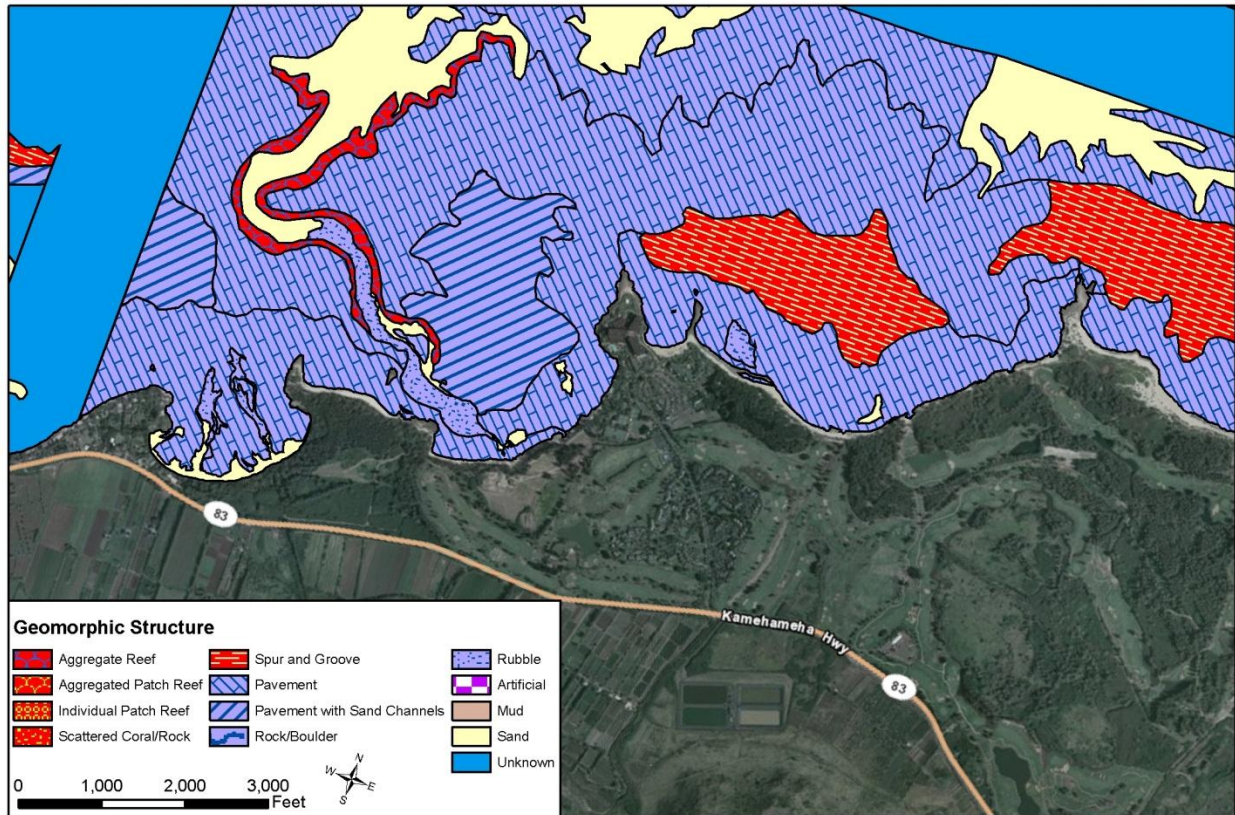 83
Kamehameha Hwy
83
Geomorphic Structure
Aggregate Reef
Aggregated Patch Reef
Individual Patch Reef
Scattered Coral/Rock
Spur and Groove
Pavement
Pavement with Sand Channels
Rock/Boulder
Rubble
Artificial
Mud
Sand
Unknown
N
W
E
S
0 1,000 2,000 3,000
Feet